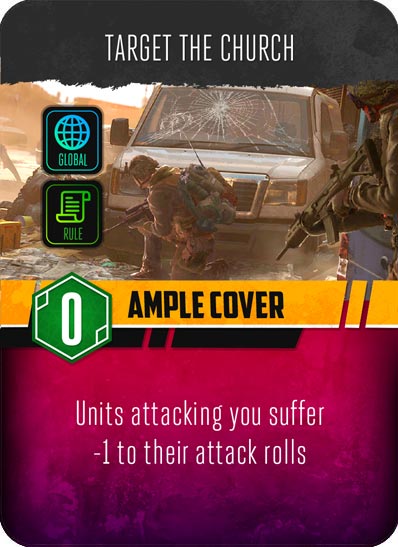 TARGET THE CHURCH
GLOBAL
RULE
0
AMPLE COVER
Units attacking you suffer
-1 to their attack rolls